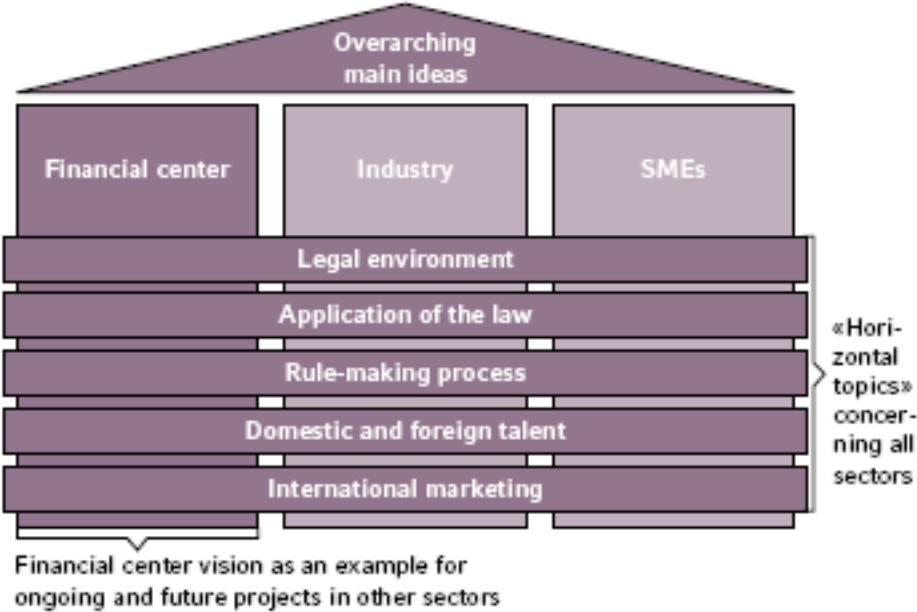 Overarching
main ideas
Financial center
Industry
SMEs
Legal environment
Application of the law
Rule-making process
Domestic and foreign talent
International marketing
«Hori-
zontal
topics»
concer-
ning all
sectors
Financial center vision as an example for
ongoing and future projects in other sectors